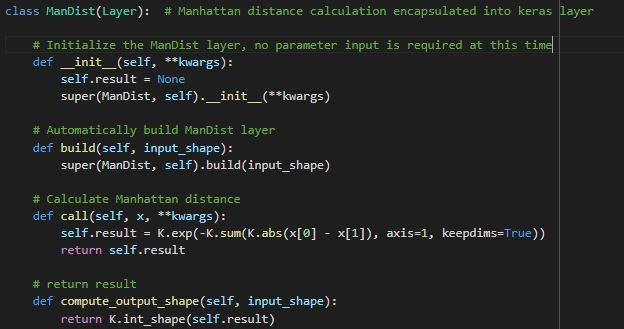 class ManDist(Layer):  # Manhattan distance calculation encapsulated into keras layer
    # Initialize the ManDist layer, no parameter input is required at this time
    def __init__(self, **kwargs):
        self.result = None
        super(ManDist, self).__init__(**kwargs)
    # Automatically build ManDist layer
    def build(self, input_shape):
        super(ManDist, self).build(input_shape)
    # Calculate Manhattan distance
    def call(self, x, **kwargs):
        self.result = K.exp(-K.sum(K.abs(x[0] - x[1]), axis=1, keepdims=True))
        return self.result
    # return result
    def compute_output_shape(self, input_shape):
        return K.int_shape(self.result)